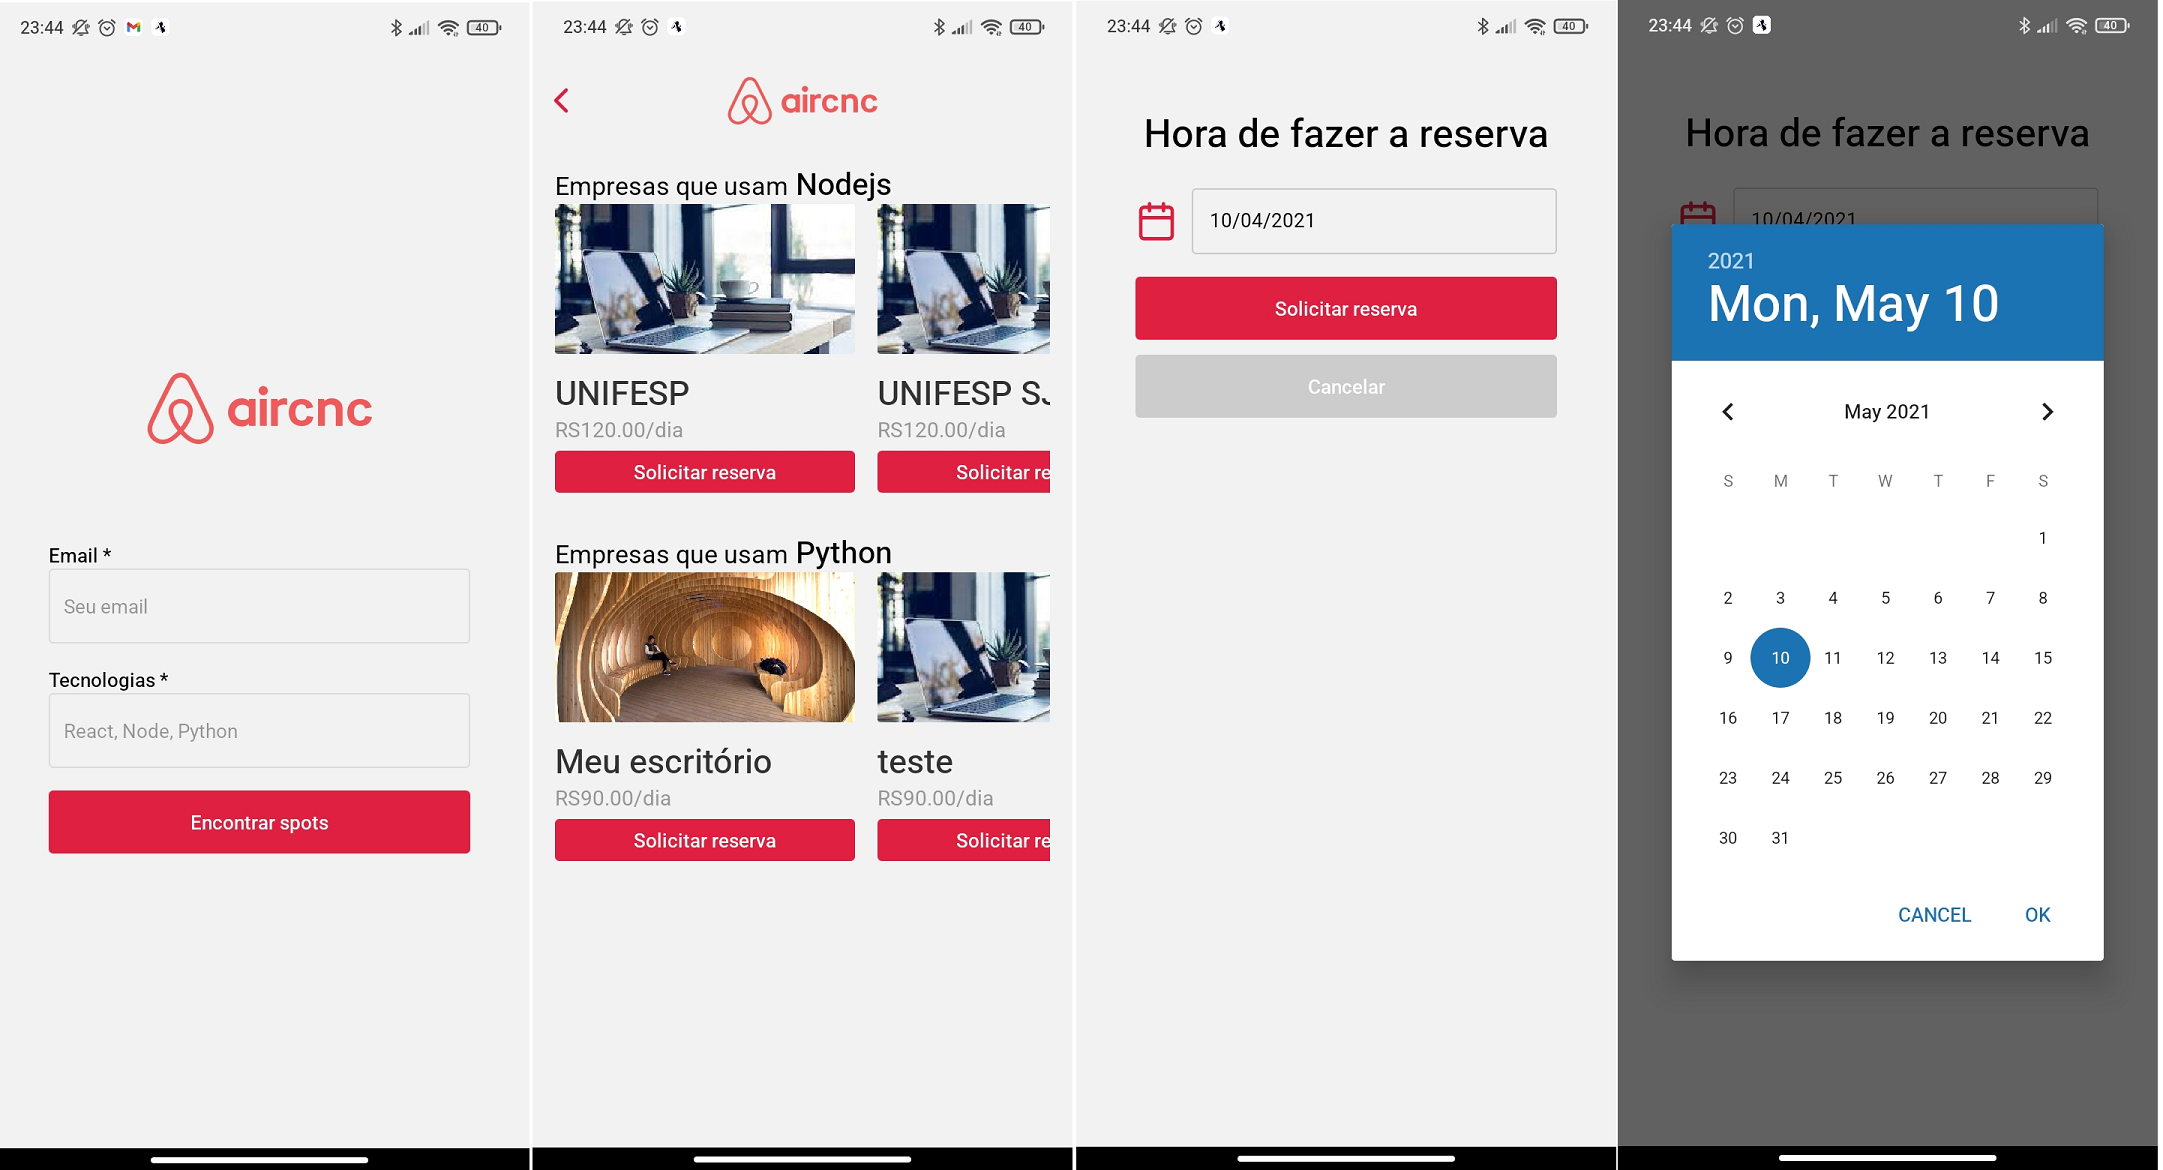 23:44
40
aircnc
Email *
Seu email
Tecnologias *
React, Node, Python
Encontrar spots
23:44
40
aircnc
Empresas que usam Nodejs
UNIFESP
RS120.00/dia
Solicitar reserva
UNIFESP SJ
RS120.00/dia
Solicitar re
Empresas que usam Python
Meu escritório
RS90.00/dia
Solicitar reserva
teste
RS90.00/dia
Solicitar re
23:44
40
Hora de fazer a reserva
10/04/2021
Solicitar reserva
Cancelar
23:44
40
Hora de fazer a reserva
10/04/2021
2021
Mon, May 10
May 2021
S M T W T F S
1
2 3 4 5 6 7 8
9 10 11 12 13 14 15
16 17 18 19 20 21 22
23 24 25 26 27 28 29
30 31
CANCEL OK